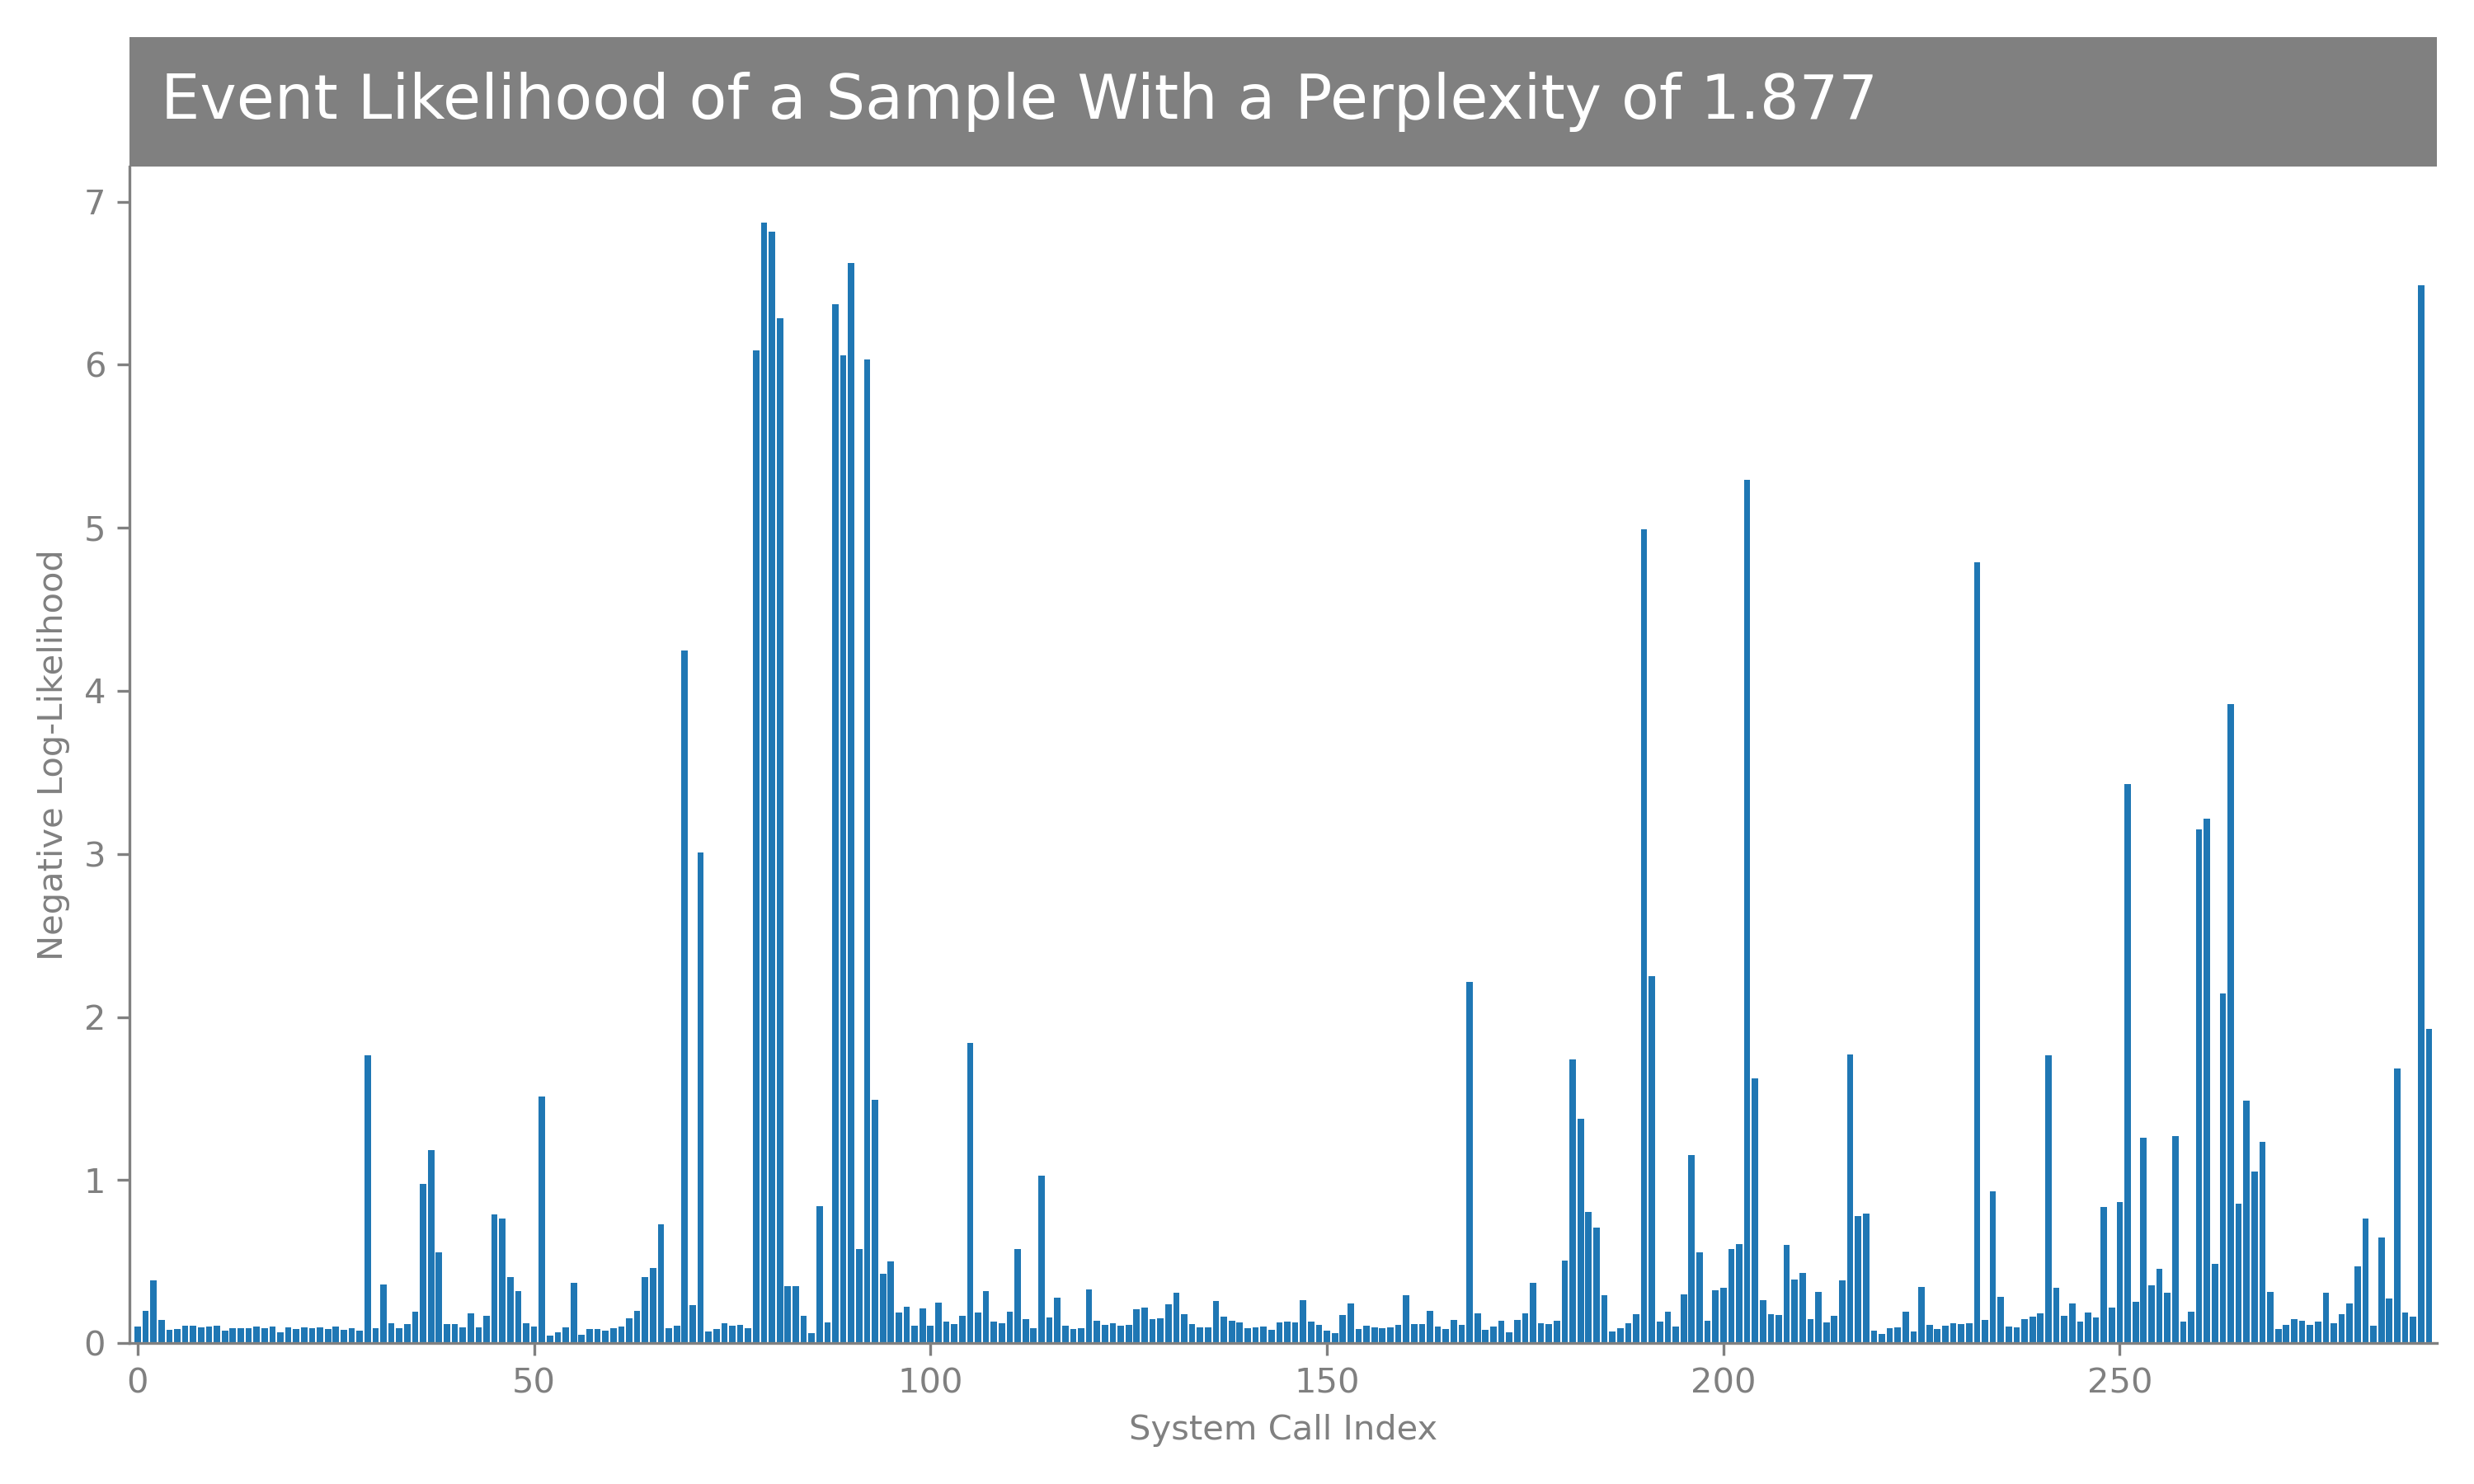 Event Likelihood of a Sample With a Perplexity of 1.877
Negative Log-Likelihood
7
6
5
4
3
2
1
0
0 50 100 150 200 250
System Call Index